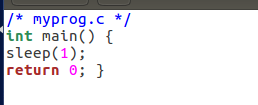 /* myprog.c */
int main() {
sleep(1);
return 0; }